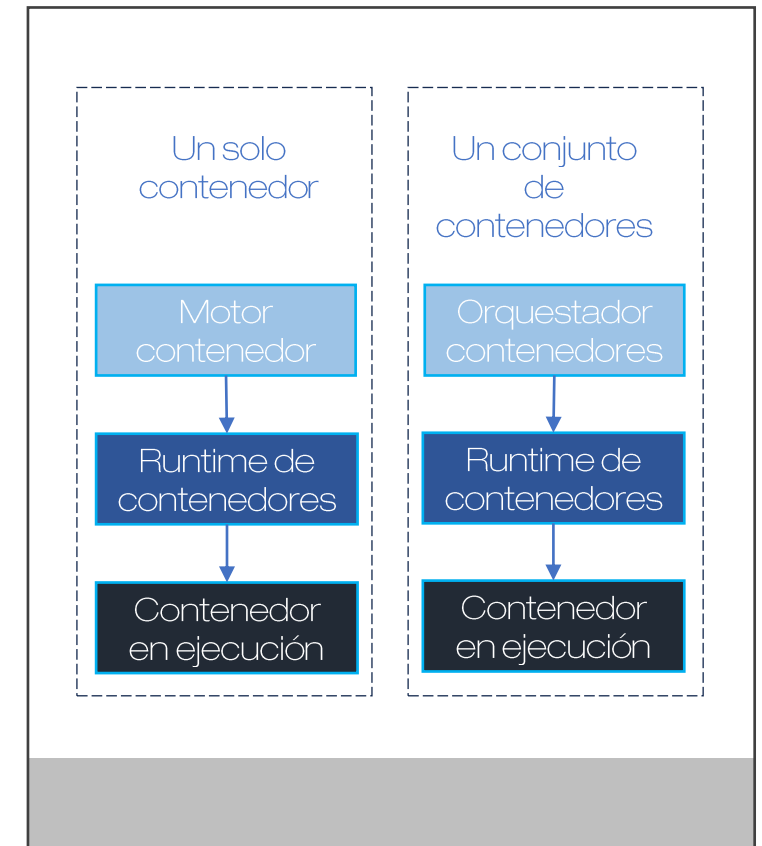 Un solo
contenedor
Motor
contenedor
Runtime de
contenedores
Contenedor
en ejecución
Un conjunto
de
contenedores
Orquestador
contenedores
Runtime de
contenedores
Contenedor
en ejecución